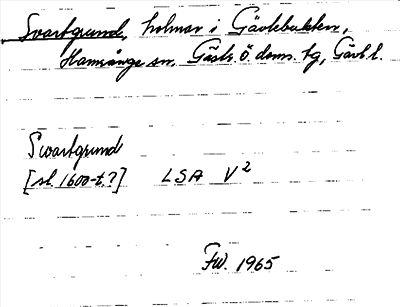 Svartgrund, holmar i Gävlebukten,
Hamrånge sn. Gästr. ö. doms. tg, Gävl. l.
Swartgrund
[sl. 1600-t.?] LSA V²
FW. 1965